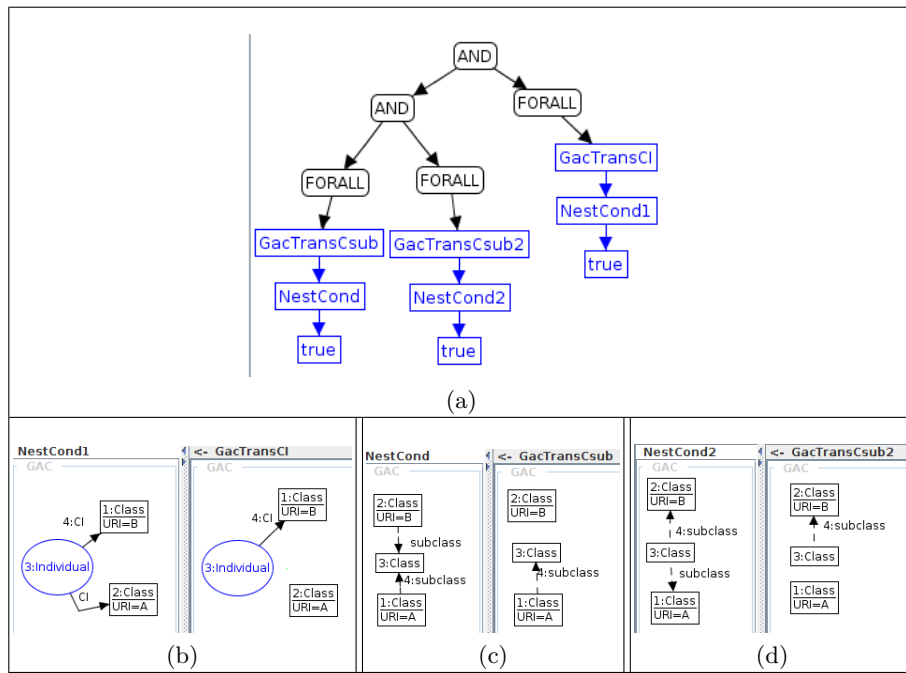 AND
AND
FORALL
FORALL
FORALL
GacTransCI
NestCond1
true
GacTransCsub
GacTransCsub2
NestCond
NestCond2
true
true
(a)
NestCond1
<- GacTransCI
GAC
1:Class
URI=B
4:CI
3:Individual
CI
2:Class
URI=A
1:Class
URI=B
4:CI
3:Individual
2:Class
URI=A
(b)
NestCond
<- GacTransCsub
GAC
2:Class
URI=B
subclass
3:Class
4:subclass
1:Class
URI=A
2:Class
URI=B
3:Class
4:subclass
1:Class
URI=A
(c)
NestCond2
<- GacTransCsub2
GAC
2:Class
URI=B
4:subclass
3:Class
subclass
1:Class
URI=A
2:Class
URI=B
4:subclass
3:Class
1:Class
URI=A
(d)